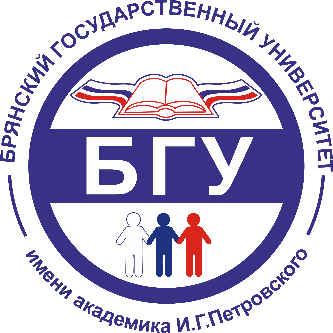 БРЯНСКИЙ ГОСУДАРСТВЕННЫЙ УНИВЕРСИТЕТ
БГУ
имени академика И.Г.Петровского